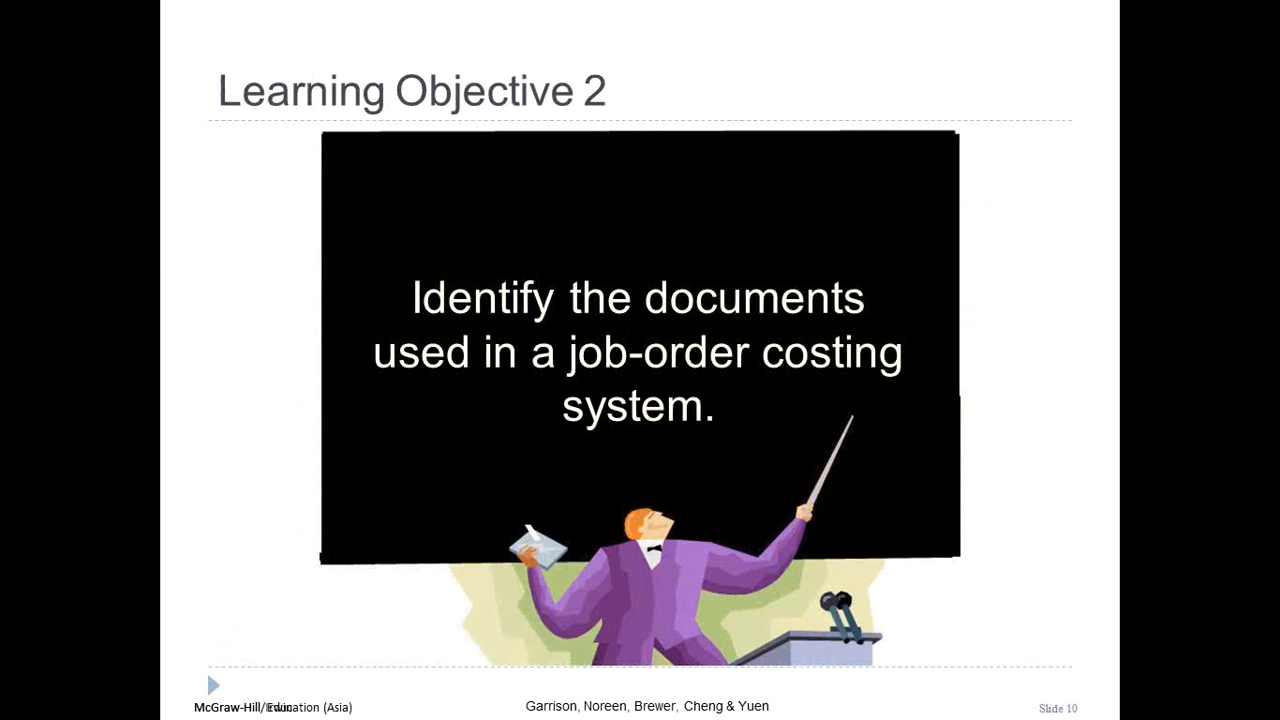 Learning Objective 2
Identify the documents
used in a job-order costing
system.
McGraw-Hill/ (Asia)
Garrison, Noreen, Brewer, Cheng & Yuen
Slide 10